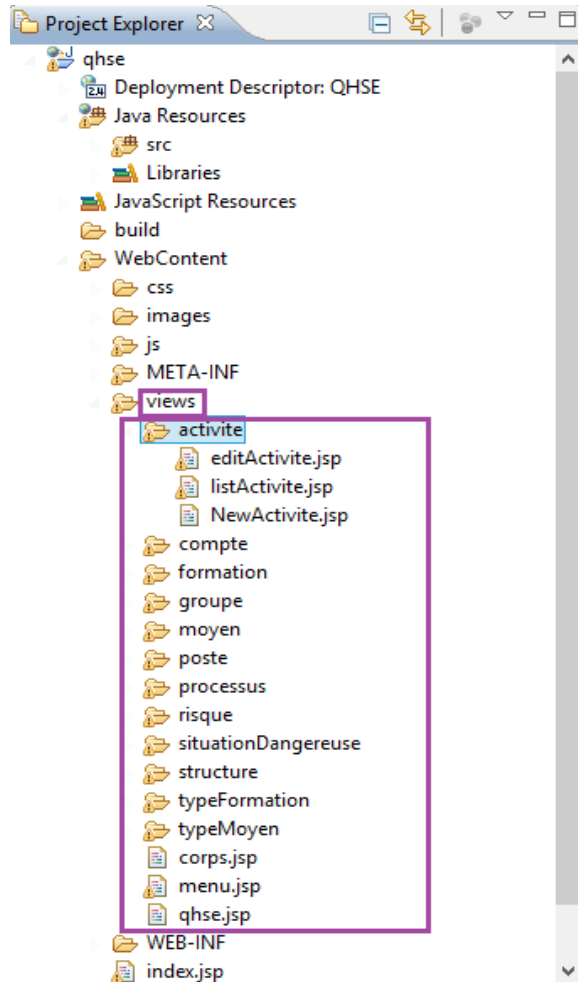 Project Explorer
qhse
2.4 Deployment Descriptor: QHSE
Java Resources
src
Libraries
JavaScript Resources
build
WebContent
css
images
js
META-INF
views
activite
editActivite.jsp
listActivite.jsp
NewActivite.jsp
compte
formation
groupe
moyen
poste
processus
risque
situationDangereuse
structure
typeFormation
typeMoyen
corps.jsp
menu.jsp
qhse.jsp
WEB-INF
index.jsp